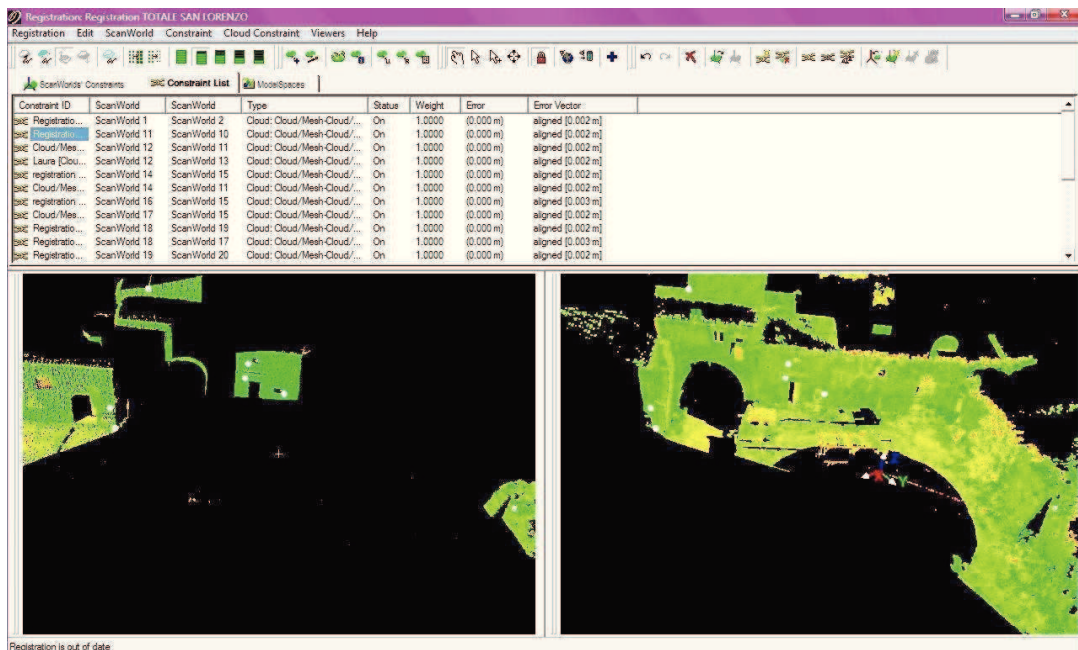 Registration: Registration TOTALE SAN LORENZO
Registration Edit ScanWorld Constraint Cloud Constraint Viewers Help
ScanWorlds' Constraints Constraint List ModelSpaces
Constraint ID ScanWorld ScanWorld Type Status Weight Error Error Vector
Registratio... ScanWorld 1 ScanWorld 2 Cloud: Cloud/Mesh-Cloud/... On 1.0000 (0.000 m) aligned [0.002 m]
Registratio... ScanWorld 11 ScanWorld 10 Cloud: Cloud/Mesh-Cloud/... On 1.0000 (0.000 m) aligned [0.002 m]
Cloud/Mes... ScanWorld 12 ScanWorld 11 Cloud: Cloud/Mesh-Cloud/... On 1.0000 (0.000 m) aligned [0.002 m]
Laura [Clou... ScanWorld 12 ScanWorld 13 Cloud: Cloud/Mesh-Cloud/... On 1.0000 (0.000 m) aligned [0.002 m]
registration ... ScanWorld 14 ScanWorld 15 Cloud: Cloud/Mesh-Cloud/... On 1.0000 (0.000 m) aligned [0.002 m]
Cloud/Mes... ScanWorld 14 ScanWorld 11 Cloud: Cloud/Mesh-Cloud/... On 1.0000 (0.000 m) aligned [0.002 m]
registration ... ScanWorld 16 ScanWorld 15 Cloud: Cloud/Mesh-Cloud/... On 1.0000 (0.000 m) aligned [0.003 m]
Cloud/Mes... ScanWorld 17 ScanWorld 15 Cloud: Cloud/Mesh-Cloud/... On 1.0000 (0.000 m) aligned [0.002 m]
Registratio... ScanWorld 18 ScanWorld 19 Cloud: Cloud/Mesh-Cloud/... On 1.0000 (0.000 m) aligned [0.002 m]
Registratio... ScanWorld 18 ScanWorld 17 Cloud: Cloud/Mesh-Cloud/... On 1.0000 (0.000 m) aligned [0.003 m]
Registratio... ScanWorld 19 ScanWorld 20 Cloud: Cloud/Mesh-Cloud/... On 1.0000 (0.000 m) aligned [0.002 m]
X Y
Registration is out of date